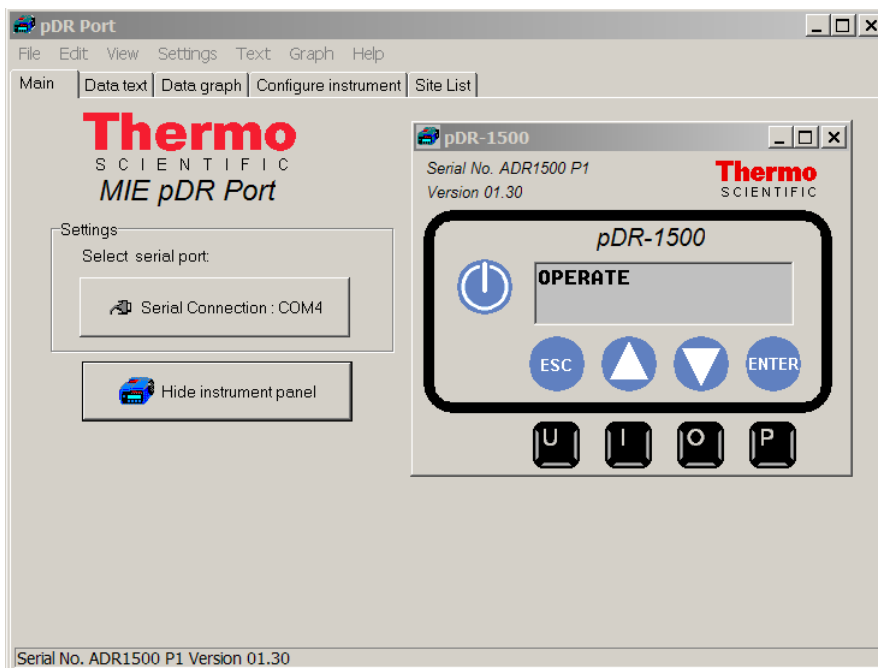 pDR Port
File Edit View Settings Text Graph Help
Main Data text Data graph Configure instrument Site List
Thermo
SCIENTIFIC
MIE pDR Port
Settings
Select serial port:
Serial Connection : COM4
Hide instrument panel
pDR-1500
Serial No. ADR1500 P1
Version 01.30
Thermo
SCIENTIFIC
pDR-1500
OPERATE
ESC ENTER
U I O P
Serial No. ADR1500 P1 Version 01.30